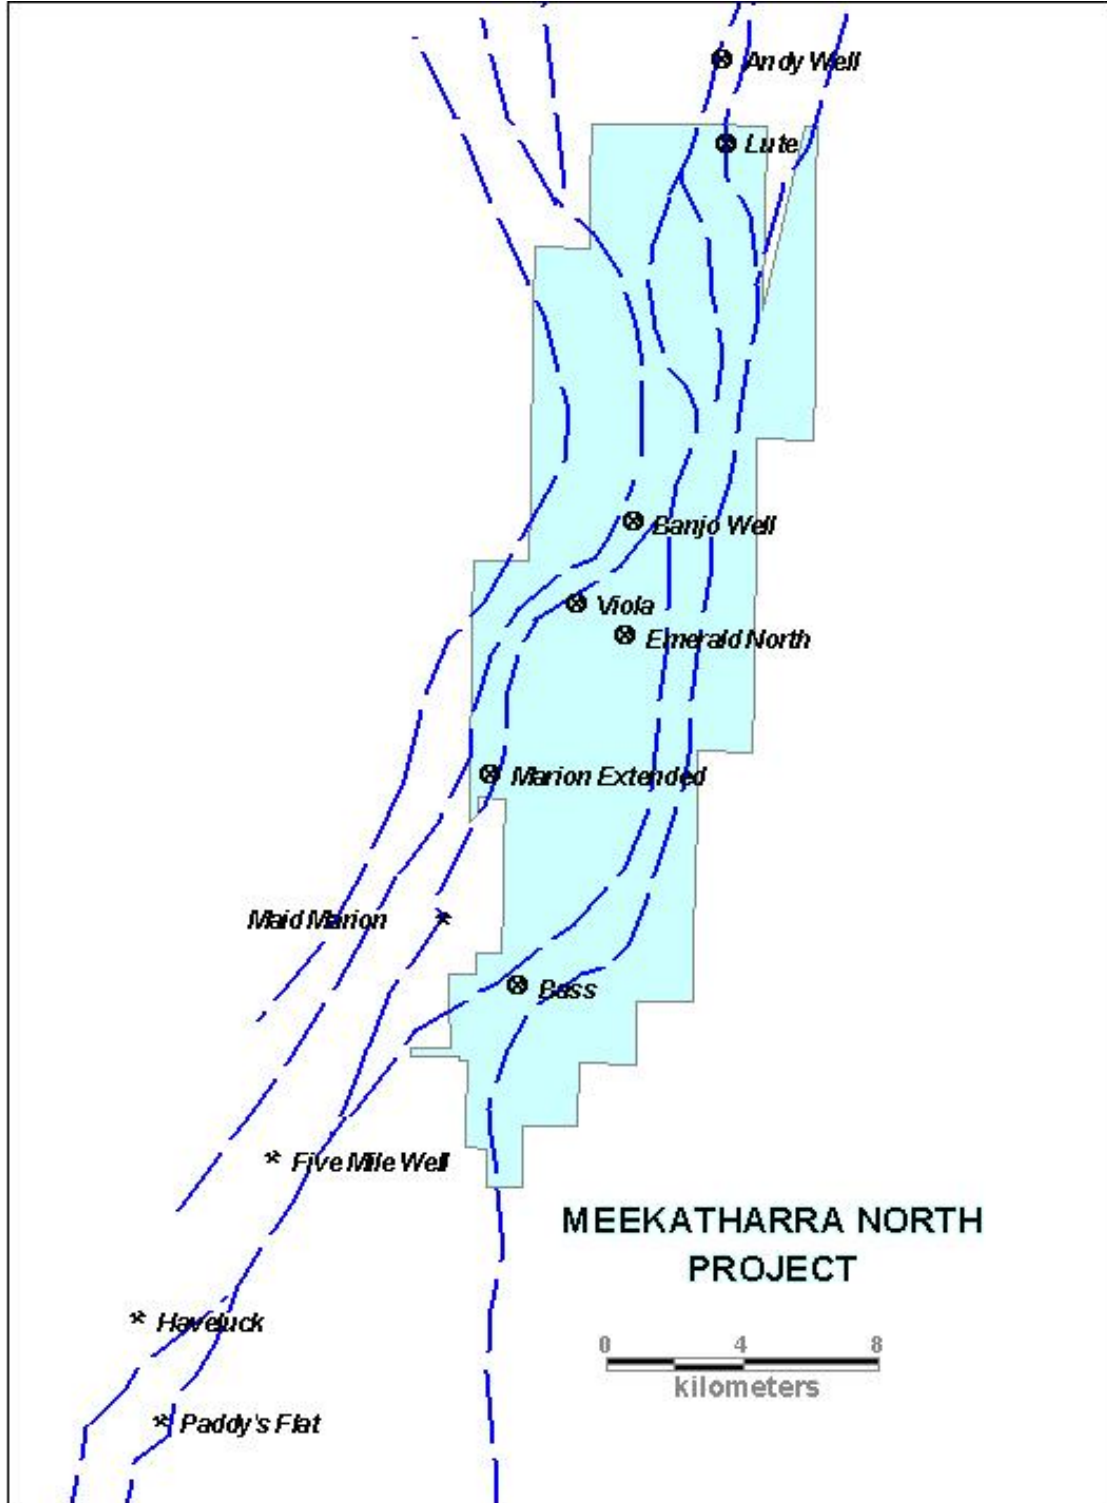 Andy Well
Lute
Banjo Well
Viola
Emerald North
Marion Extended
Maid Marion
Bass
Five Mile Well
MEEKATHARRA NORTH
PROJECT
Haveluck
0 4 8
kilometers
Paddy's Flat